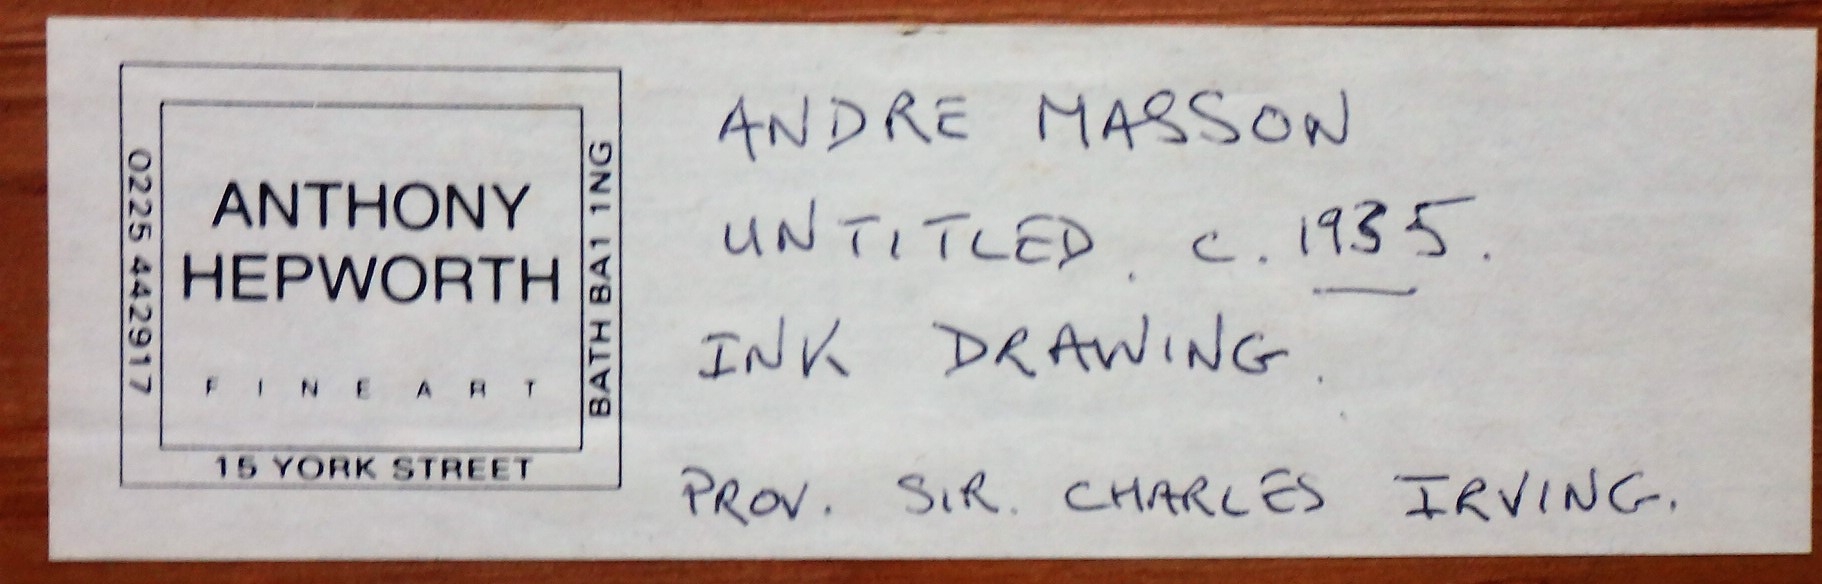 ANTHONY
HEPWORTH
FINE ART
15 YORK STREET
BATH BA1 1NG
0225 442917
ANDRE MASSON
UNTITLED. c. 1935.
INK DRAWING.
PROV. SIR. CHARLES IRVING.